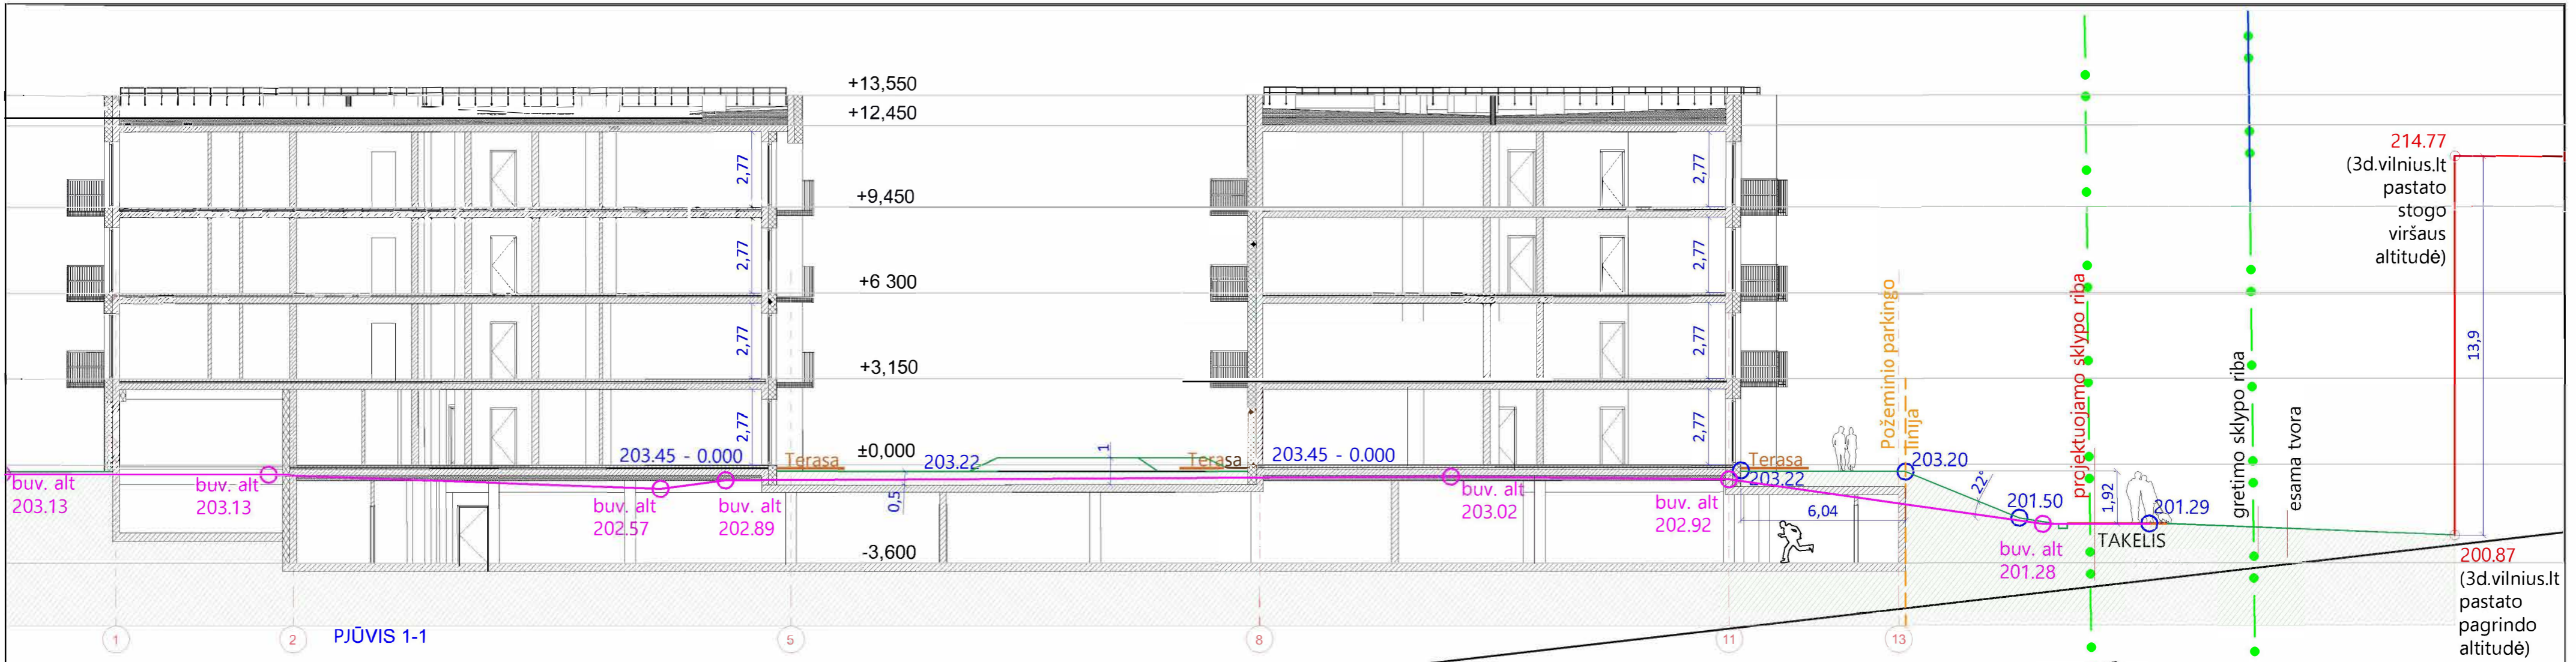 +13,550
+12,450
+9,450
+6 300
+3,150
±0,000
-3,600
2,77
2,77
2,77
2,77
2,77
2,77
2,77
2,77
203.45 - 0.000
Terasa
203.22
1
0,5
Terasa
203.45 - 0.000
Terasa
203.22
6,04
buv. alt
203.13
buv. alt
203.13
buv. alt
202.57
buv. alt
202.89
buv. alt
203.02
buv. alt
202.92
Požeminio parkingo
linija
203.20
22°
201.50
1,92
201.29
TAKELIS
buv. alt
201.28
projektuojamo sklypo riba
gretimo sklypo riba
esama tvora
214.77
(3d.vilnius.lt
pastato
stogo
viršaus
altitudė)
13,9
200.87
(3d.vilnius.lt
pastato
pagrindo
altitudė)
1
2
PJŪVIS 1-1
5
8
11
13